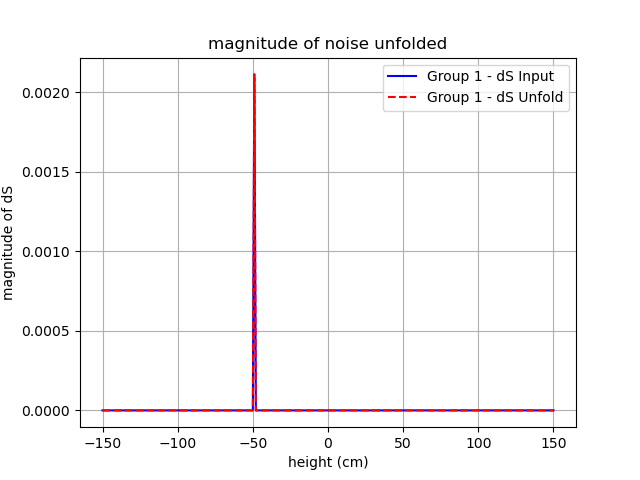 magnitude of noise unfolded
Group 1 - dS Input
Group 1 - dS Unfold
magnitude of dS
0.0020
0.0015
0.0010
0.0005
0.0000
−150
−100
−50
0
50
100
150
height (cm)